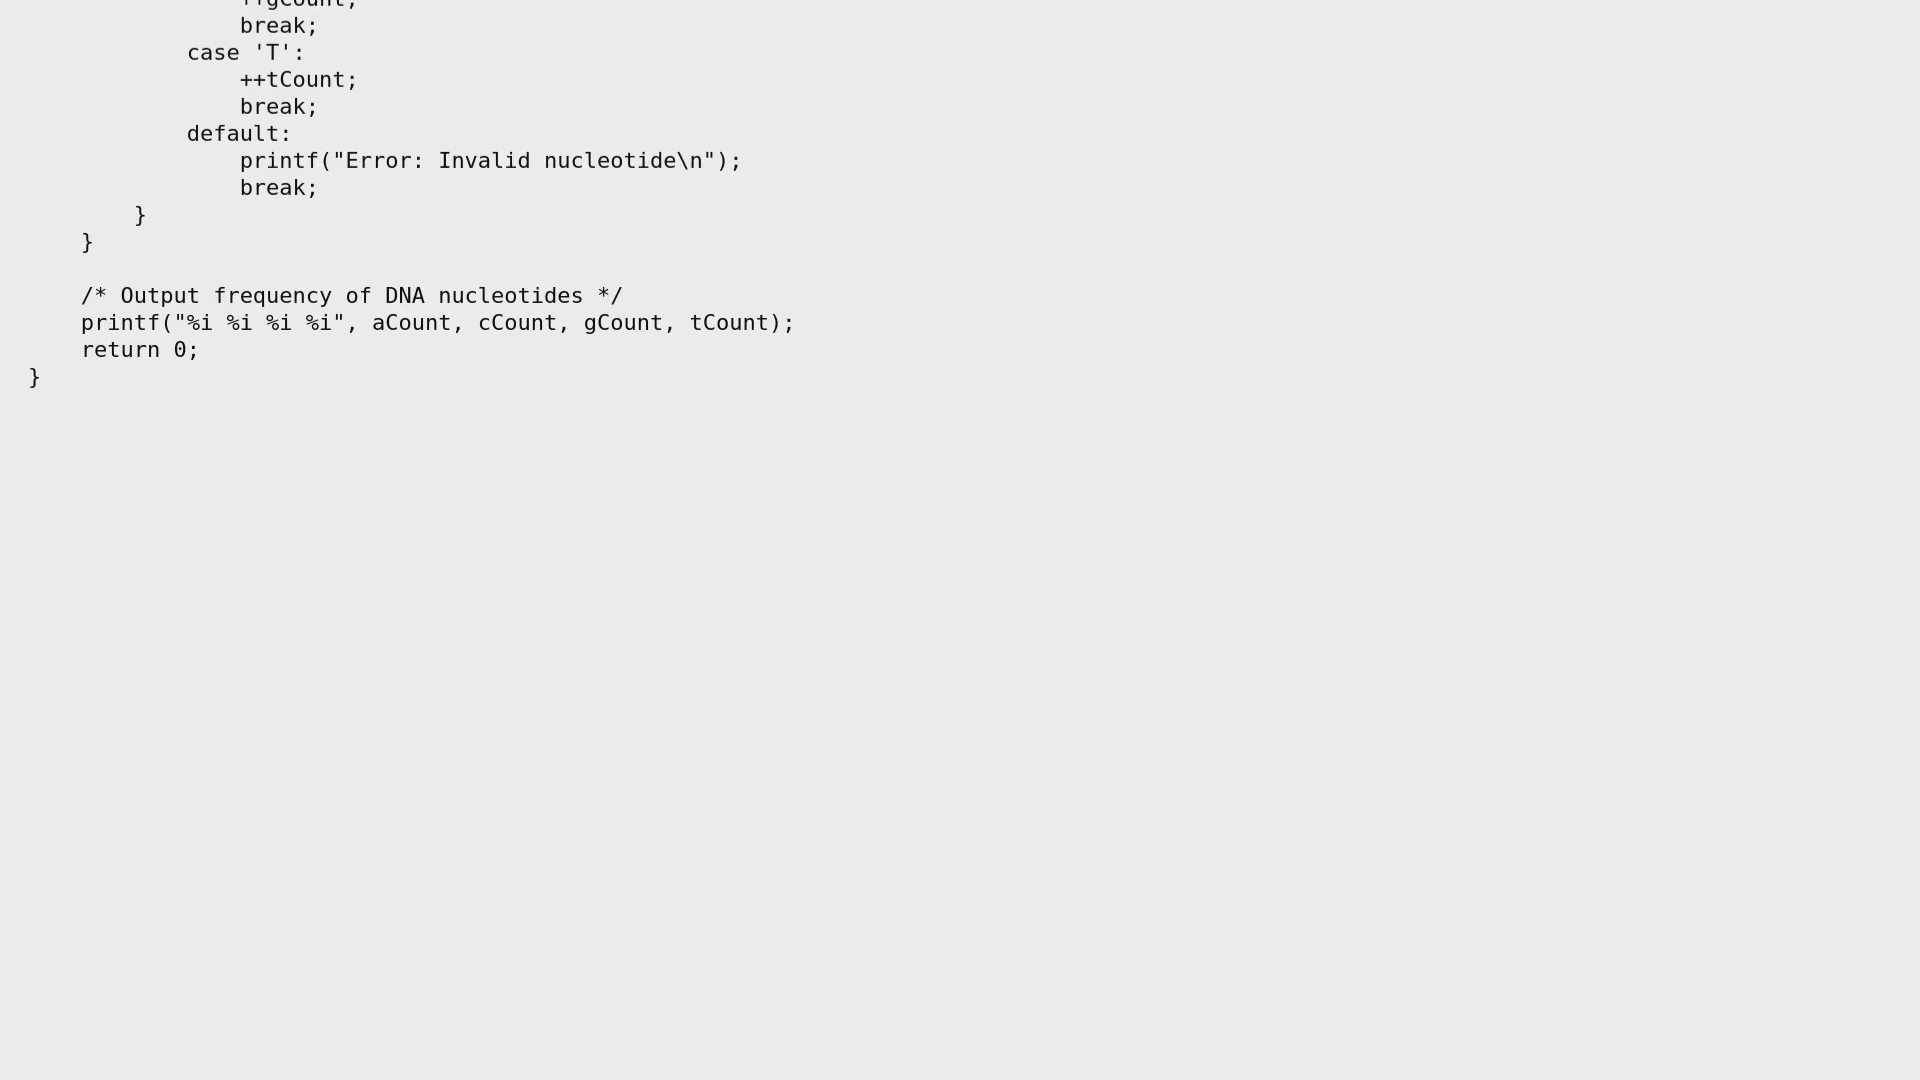 ++gCount;
break;
case 'T':
++tCount;
break;
default:
printf("Error: Invalid nucleotide\n");
break;
}
}
/* Output frequency of DNA nucleotides */
printf("%i %i %i %i", aCount, cCount, gCount, tCount);
return 0;
}